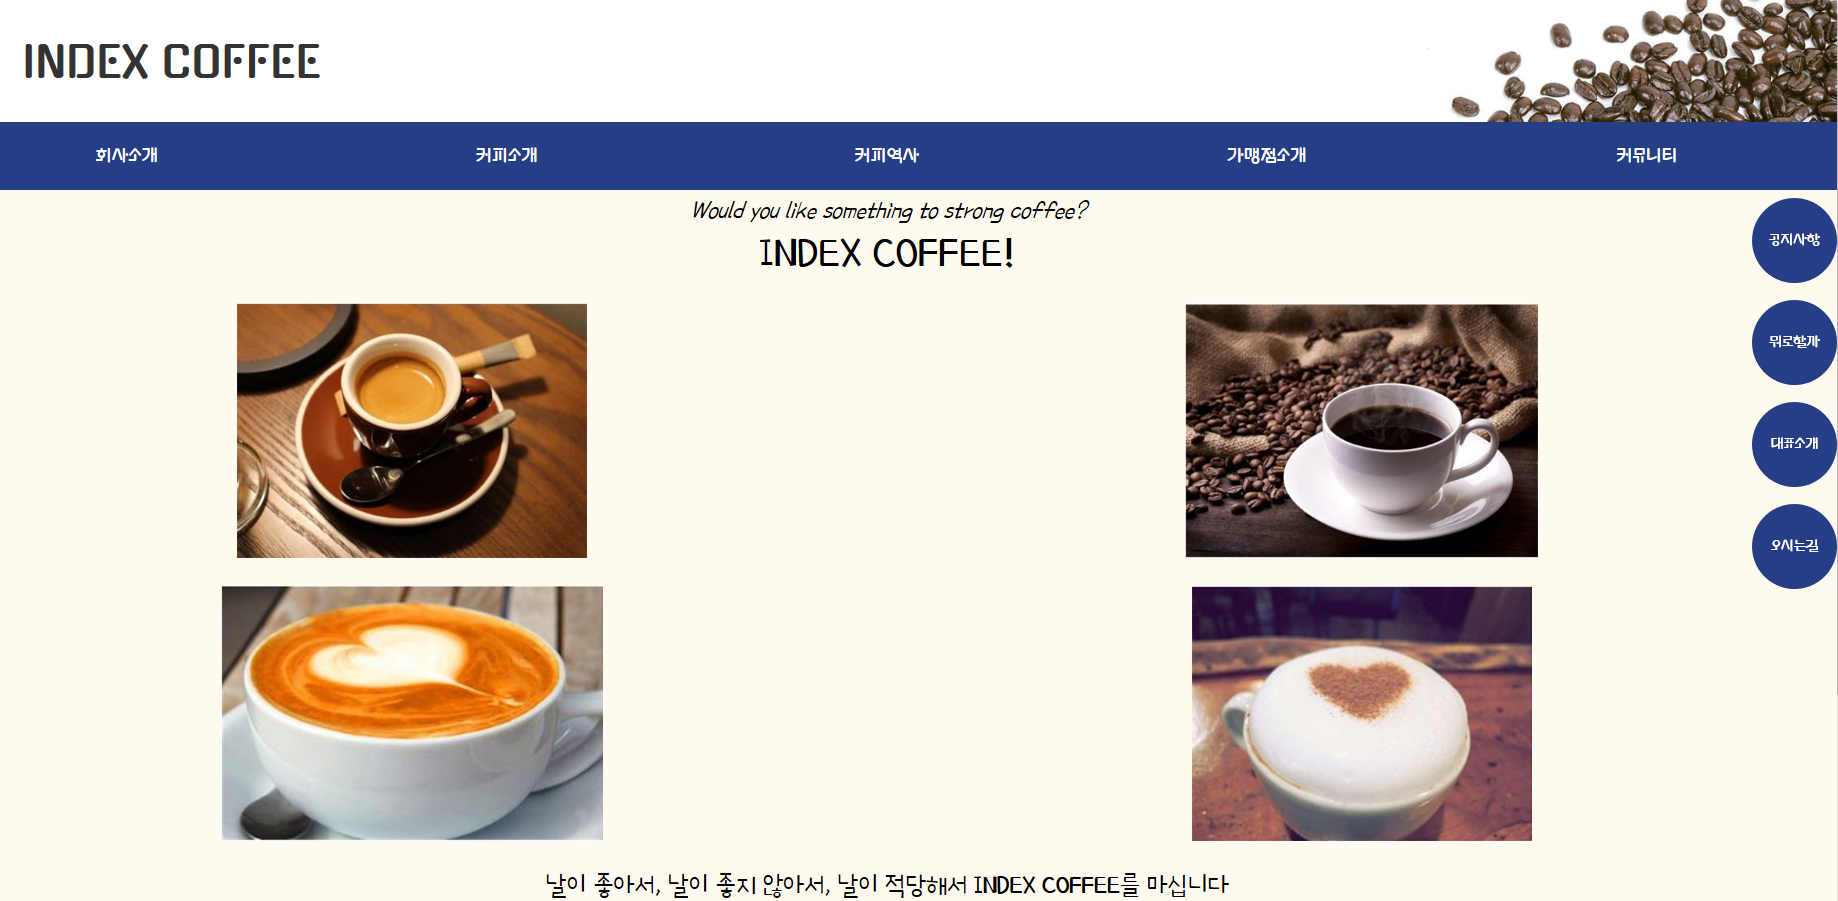 INDEX COFFEE
회사소개 커피소개 커피역사 가맹점소개 커뮤니티
Would you like something to strong coffee?
INDEX COFFEE!
공지사항
뭐로할까
대표소개
오시는길
날이 좋아서, 날이 좋지 않아서, 날이 적당해서 INDEX COFFEE를 마십니다